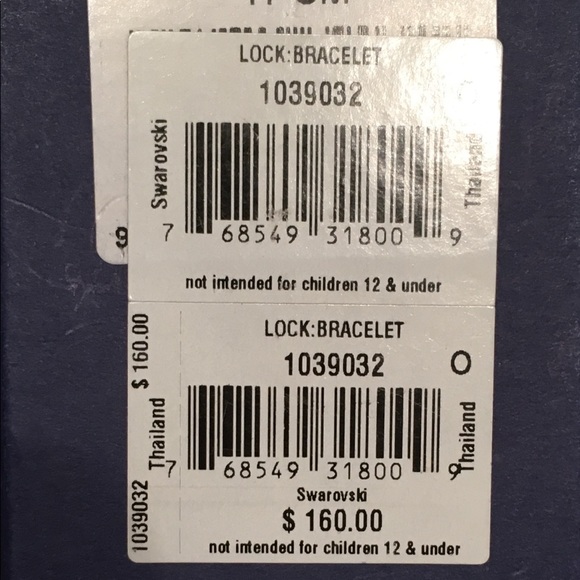 LOCK:BRACELET
1039032
Swarovski
Thailand
7 68549 31800 9
not intended for children 12 & under
LOCK:BRACELET
1039032 O
1039032 Thailand $ 160.00
Thailand
7 68549 31800 9
Swarovski
$ 160.00
not intended for children 12 & under